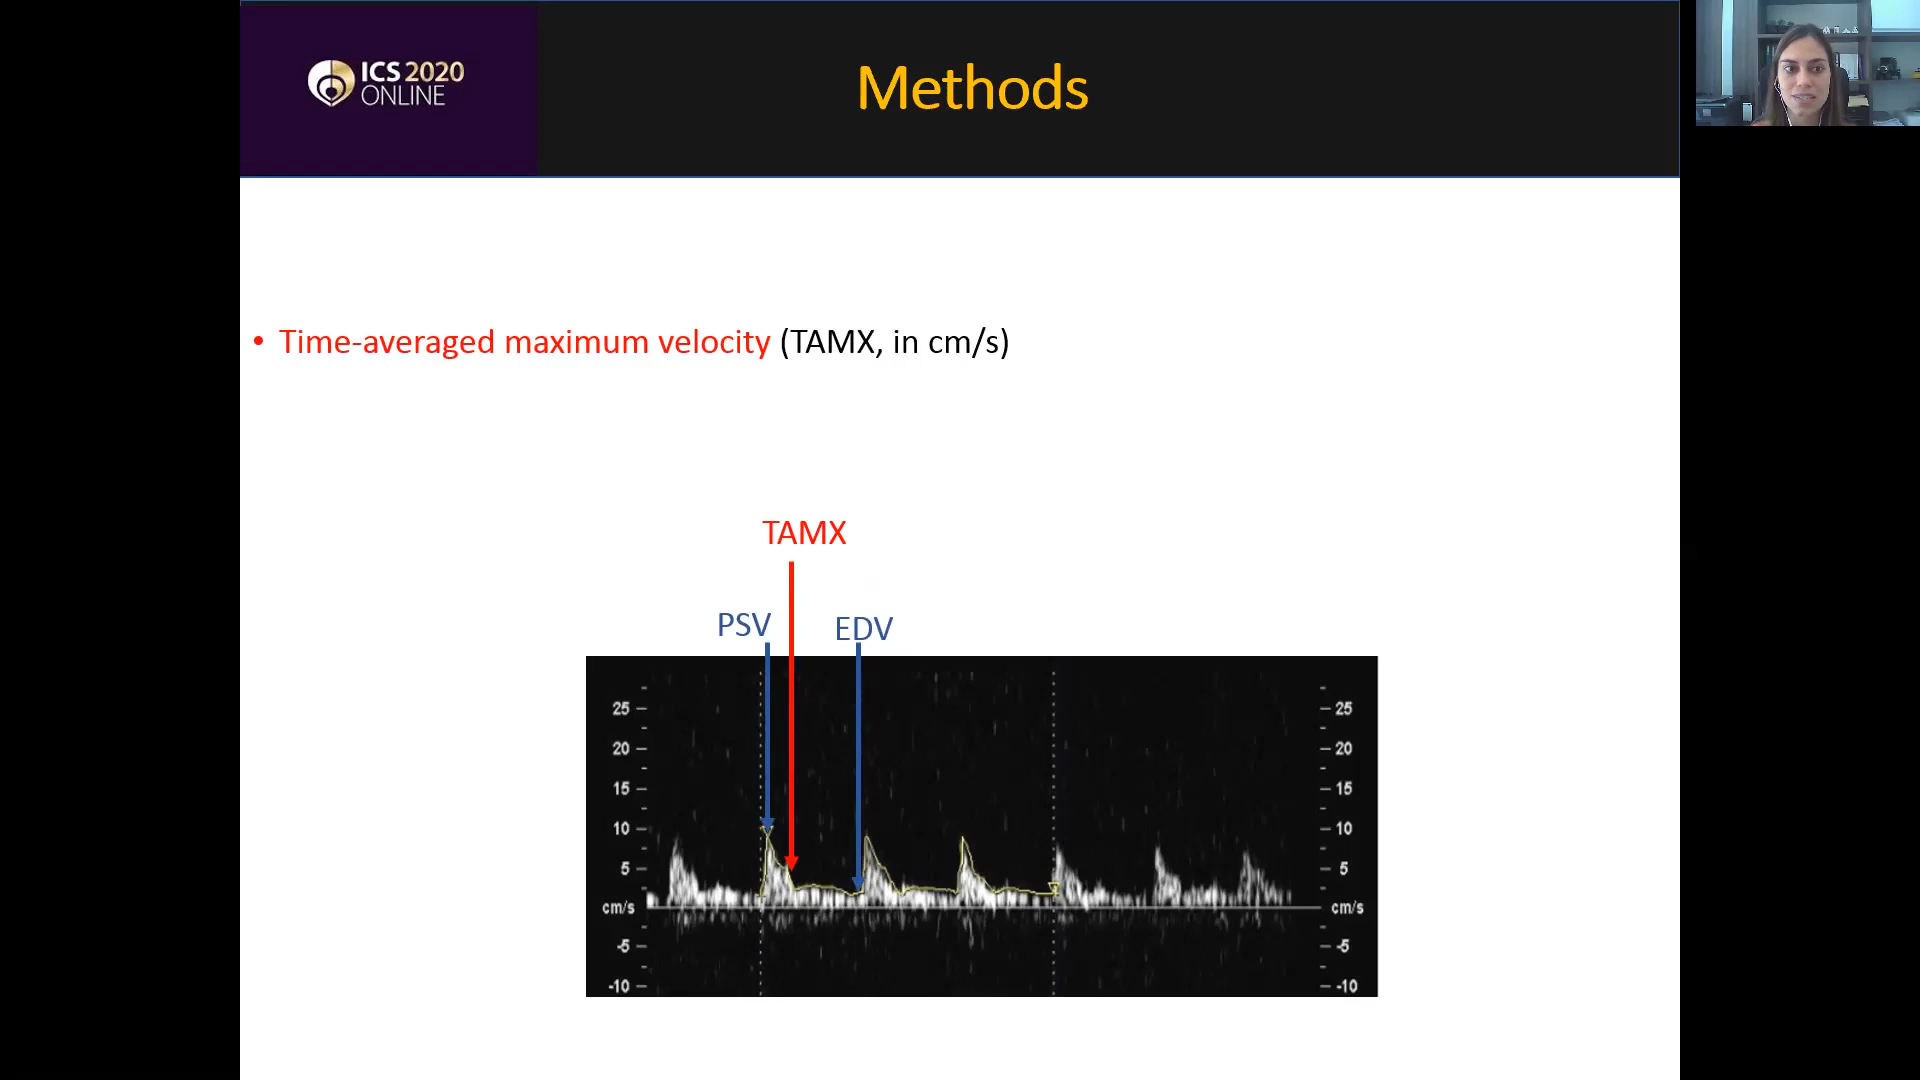 ICS 2020
ONLINE
Methods
• Time-averaged maximum velocity (TAMX, in cm/s)
TAMX
PSV
EDV
25
25
20
20
15
15
10
10
5
5
cm/s
cm/s
-5
-5
-10
-10